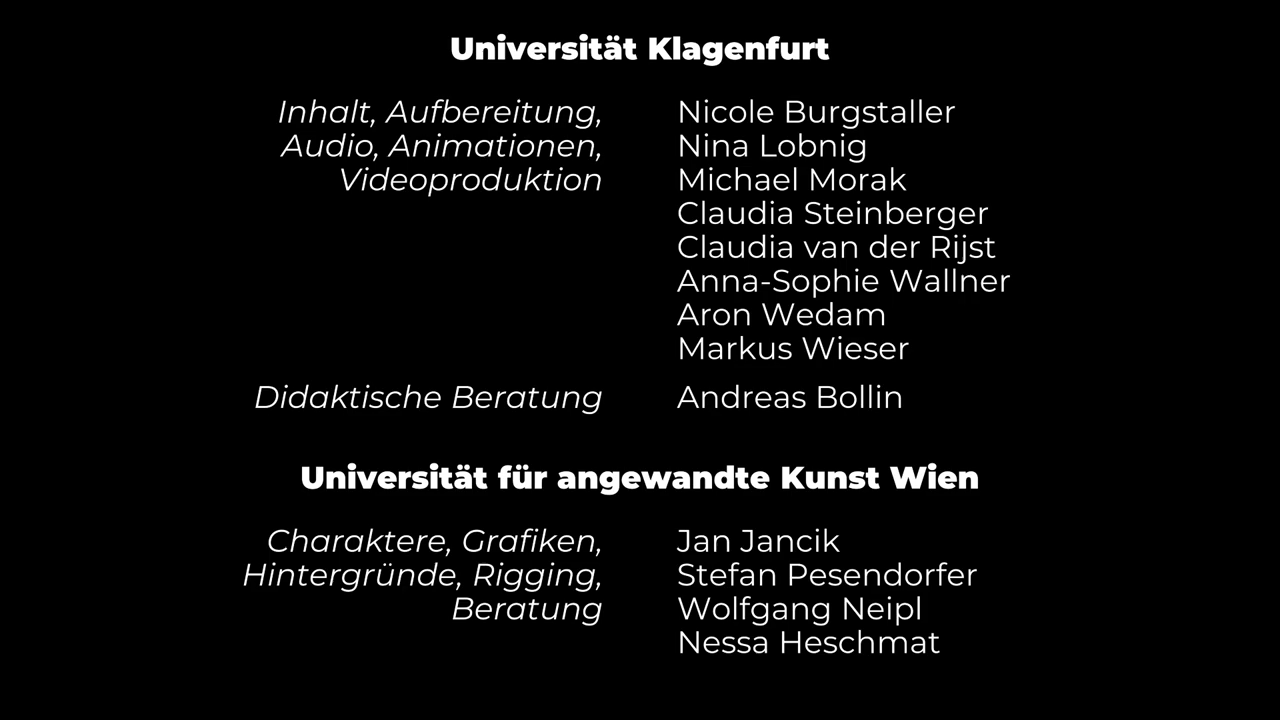 Universität Klagenfurt
Inhalt, Aufbereitung, Nicole Burgstaller
Audio, Animationen, Nina Lobnig
Videoproduktion Michael Morak
Claudia Steinberger
Claudia van der Rijst
Anna-Sophie Wallner
Aron Wedam
Markus Wieser
Didaktische Beratung Andreas Bollin
Universität für angewandte Kunst Wien
Charaktere, Grafiken, Jan Jancik
Hintergründe, Rigging, Stefan Pesendorfer
Beratung Wolfgang Neipl
Nessa Heschmat